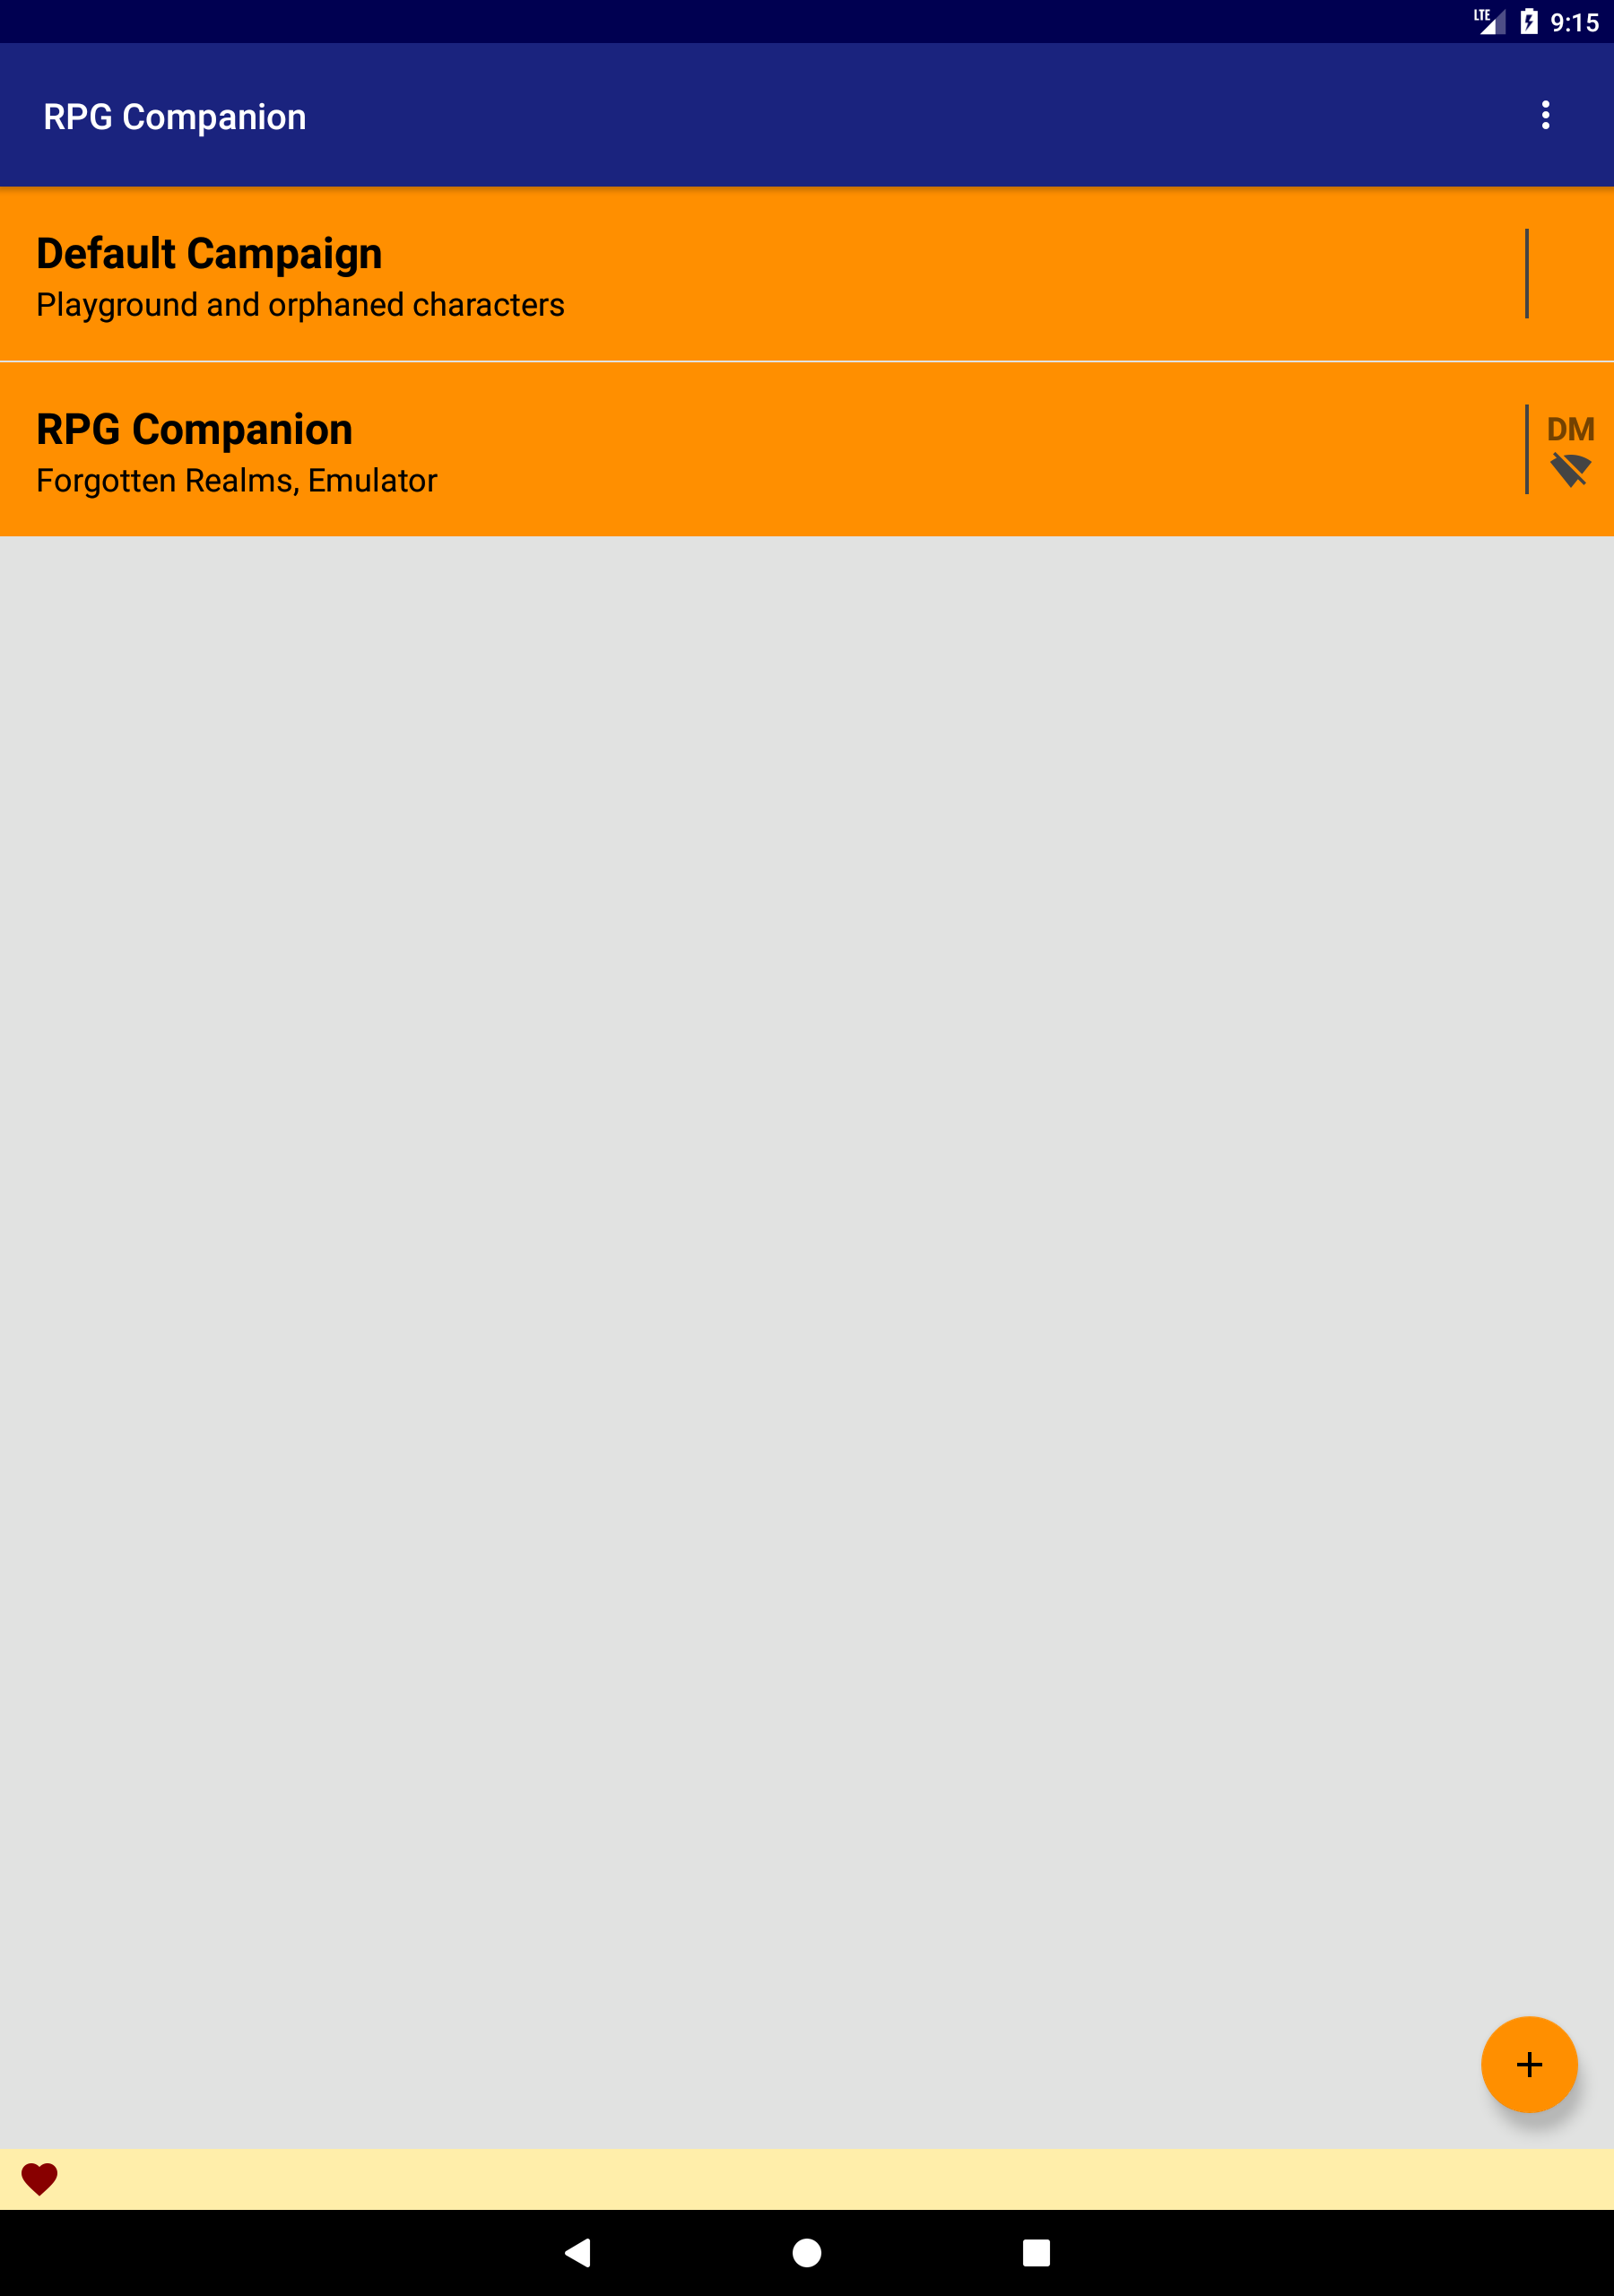 LTE 9:15
RPG Companion
Default Campaign
Playground and orphaned characters
RPG Companion
DM
Forgotten Realms, Emulator